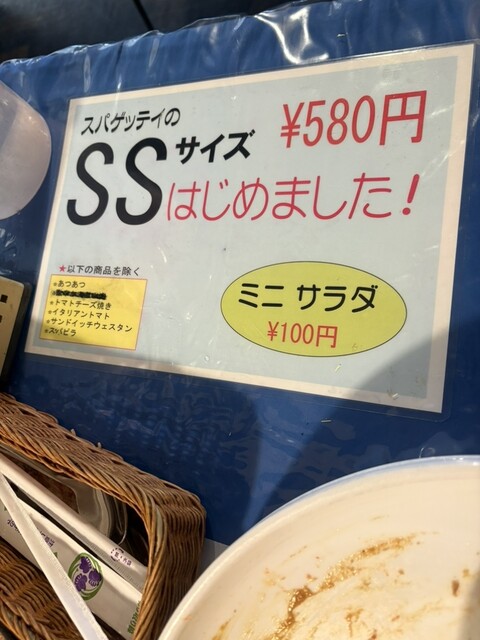 スパゲッテイの
SSサイズ ¥580円
はじめました!
★以下の商品を除く
*あつあつ
*トマトチーズ焼き
*イタリアントマト
*サンドイッチウェスタン
*スパピラ
ミニ サラダ
¥100円